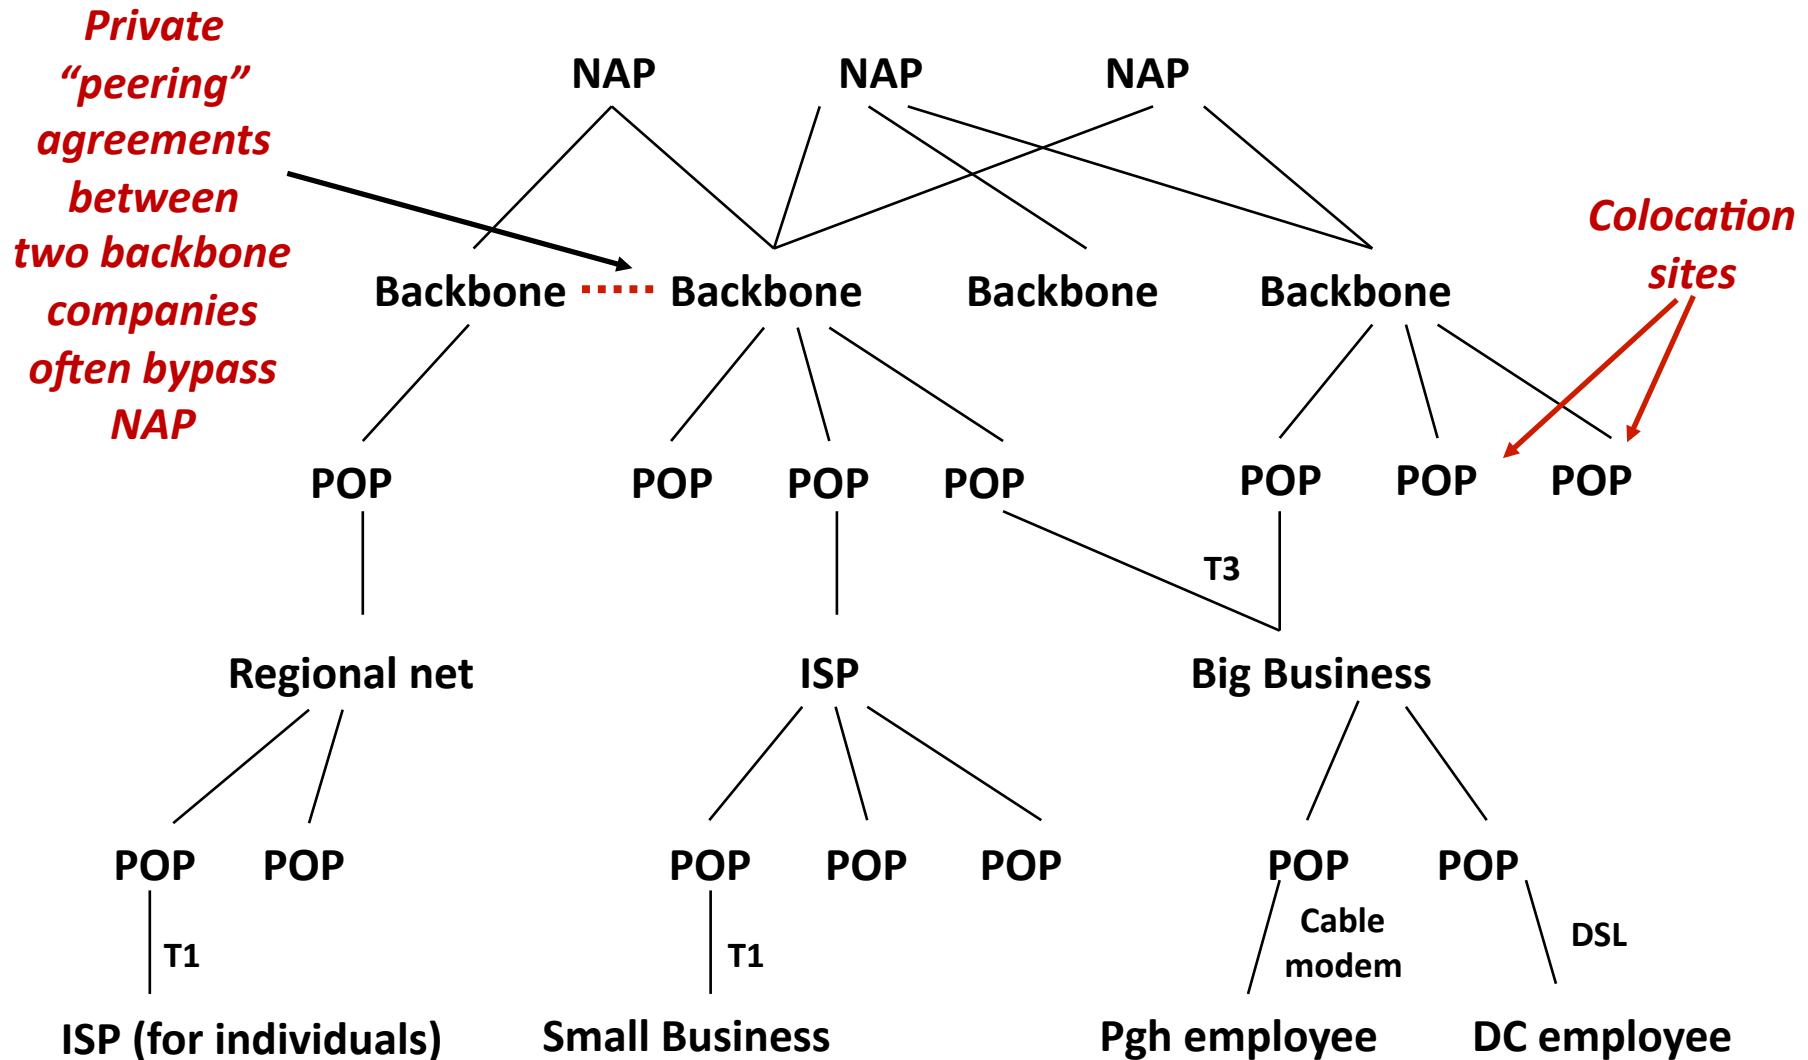 Private
“peering”
agreements
between
two backbone
companies
often bypass
NAP
NAP NAP NAP
Colocation
sites
Backbone Backbone Backbone Backbone
POP POP POP POP POP POP POP
T3
Regional net ISP Big Business
POP POP POP POP POP POP POP
T1 T1 Cable
modem
DSL
ISP (for individuals) Small Business Pgh employee DC employee